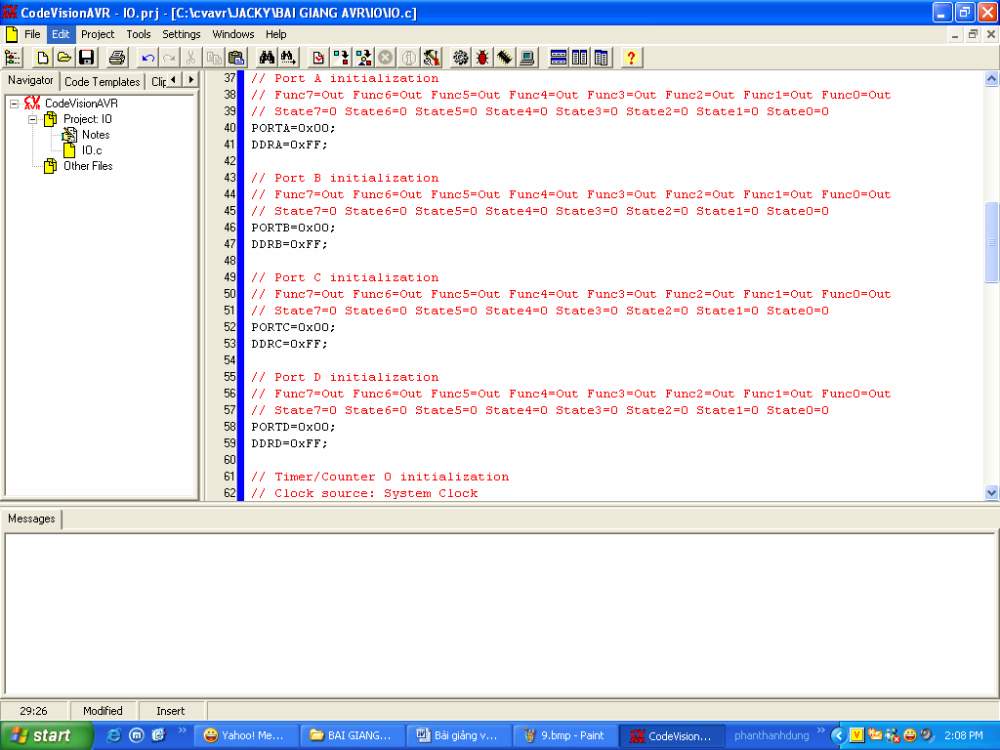 CodeVisionAVR - IO.prj - [C:\cvavr\JACKY\BAI GIANG AVR\IO\IO.c]
File Edit Project Tools Settings Windows Help
Navigator Code Templates Clip
CodeVisionAVR
Project: IO
Notes
IO.c
Other Files
37 // Port A initialization
38 // Func7=Out Func6=Out Func5=Out Func4=Out Func3=Out Func2=Out Func1=Out Func0=Out
39 // State7=0 State6=0 State5=0 State4=0 State3=0 State2=0 State1=0 State0=0
40 PORTA=0x00;
41 DDRA=0xFF;
42
43 // Port B initialization
44 // Func7=Out Func6=Out Func5=Out Func4=Out Func3=Out Func2=Out Func1=Out Func0=Out
45 // State7=0 State6=0 State5=0 State4=0 State3=0 State2=0 State1=0 State0=0
46 PORTB=0x00;
47 DDRB=0xFF;
48
49 // Port C initialization
50 // Func7=Out Func6=Out Func5=Out Func4=Out Func3=Out Func2=Out Func1=Out Func0=Out
51 // State7=0 State6=0 State5=0 State4=0 State3=0 State2=0 State1=0 State0=0
52 PORTC=0x00;
53 DDRC=0xFF;
54
55 // Port D initialization
56 // Func7=Out Func6=Out Func5=Out Func4=Out Func3=Out Func2=Out Func1=Out Func0=Out
57 // State7=0 State6=0 State5=0 State4=0 State3=0 State2=0 State1=0 State0=0
58 PORTD=0x00;
59 DDRD=0xFF;
60
61 // Timer/Counter 0 initialization
62 // Clock source: System Clock
Messages
29:26 Modified Insert
start Yahoo! Me... BAI GIANG... Bài giảng v... 9.bmp - Paint CodeVision... phanthanhdung 2:08 PM